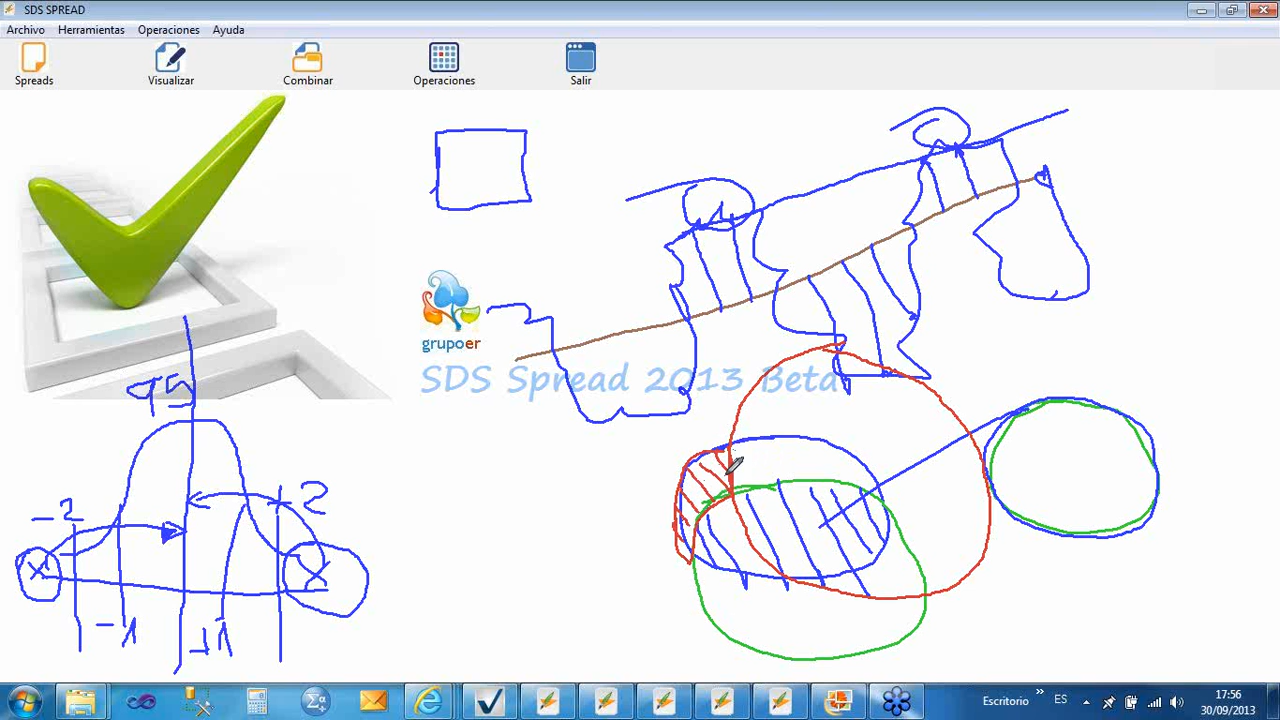 SDS SPREAD
Archivo Herramientas Operaciones Ayuda
Spreads Visualizar Combinar Operaciones Salir
grupoer
SDS Spread 2013 Beta
95
-2 +2
-1 +1
Escritorio » ES 17:56
30/09/2013